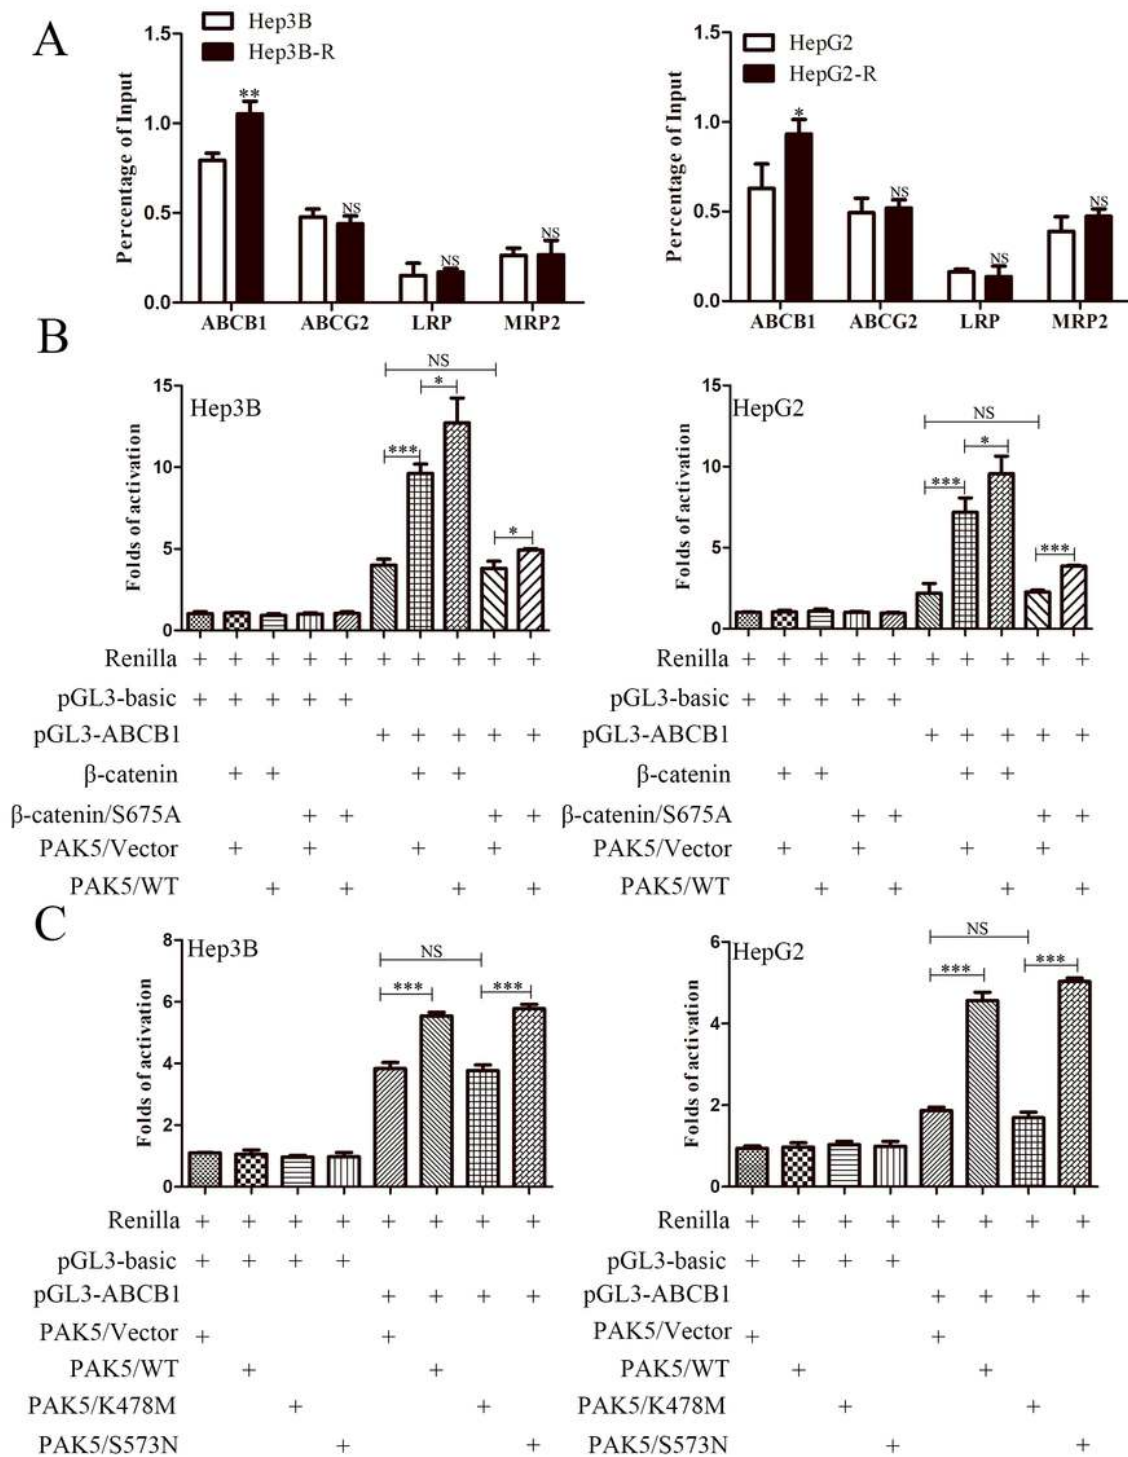 A
Hep3B
Hep3B-R
Percentage of Input
1.5
1.0
0.5
0.0
**
NS
NS
NS
ABCB1 ABCG2 LRP MRP2
HepG2
HepG2-R
Percentage of Input
1.5
1.0
0.5
0.0
*
NS
NS
NS
ABCB1 ABCG2 LRP MRP2
B
Hep3B
Folds of activation
15
10
5
0
NS
*
***
*
Renilla + + + + + + + + + +
pGL3-basic + + + + +
pGL3-ABCB1 + + + + +
β-catenin + + + +
β-catenin/S675A + + + +
PAK5/Vector + + + +
PAK5/WT + + + +
HepG2
Folds of activation
15
10
5
0
NS
*
***
***
Renilla + + + + + + + + + +
pGL3-basic + + + + +
pGL3-ABCB1 + + + + +
β-catenin + + + +
β-catenin/S675A + + + +
PAK5/Vector + + + +
PAK5/WT + + + +
C
Hep3B
Folds of activation
8
6
4
2
0
NS
*** ***
Renilla + + + + + + + +
pGL3-basic + + + +
pGL3-ABCB1 + + + +
PAK5/Vector + +
PAK5/WT + +
PAK5/K478M + +
PAK5/S573N + +
HepG2
Folds of activation
6
4
2
0
NS
*** ***
Renilla + + + + + + + +
pGL3-basic + + + +
pGL3-ABCB1 + + + +
PAK5/Vector + +
PAK5/WT + +
PAK5/K478M + +
PAK5/S573N + +